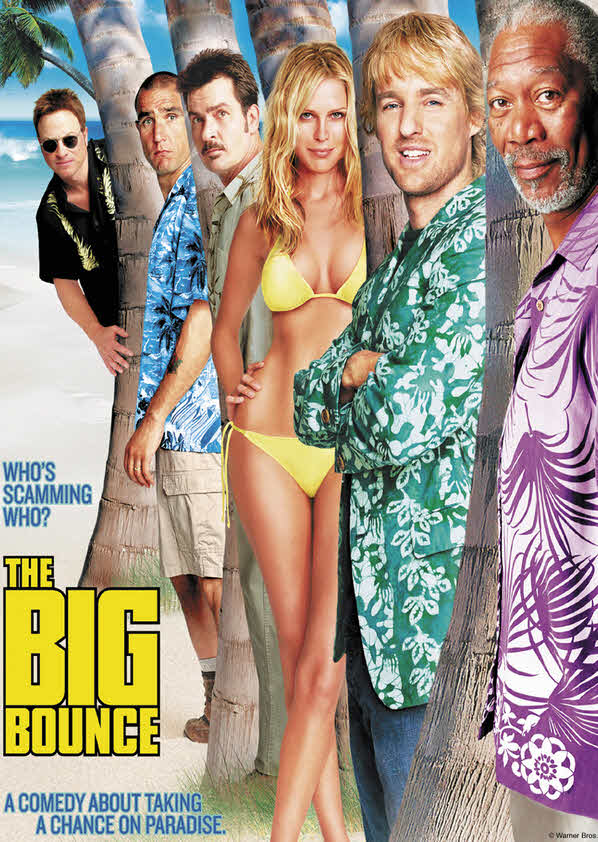 WHO'S
SCAMMING
WHO?
THE
BIG
BOUNCE
A COMEDY ABOUT TAKING
A CHANCE ON PARADISE.
© Warner Bros.